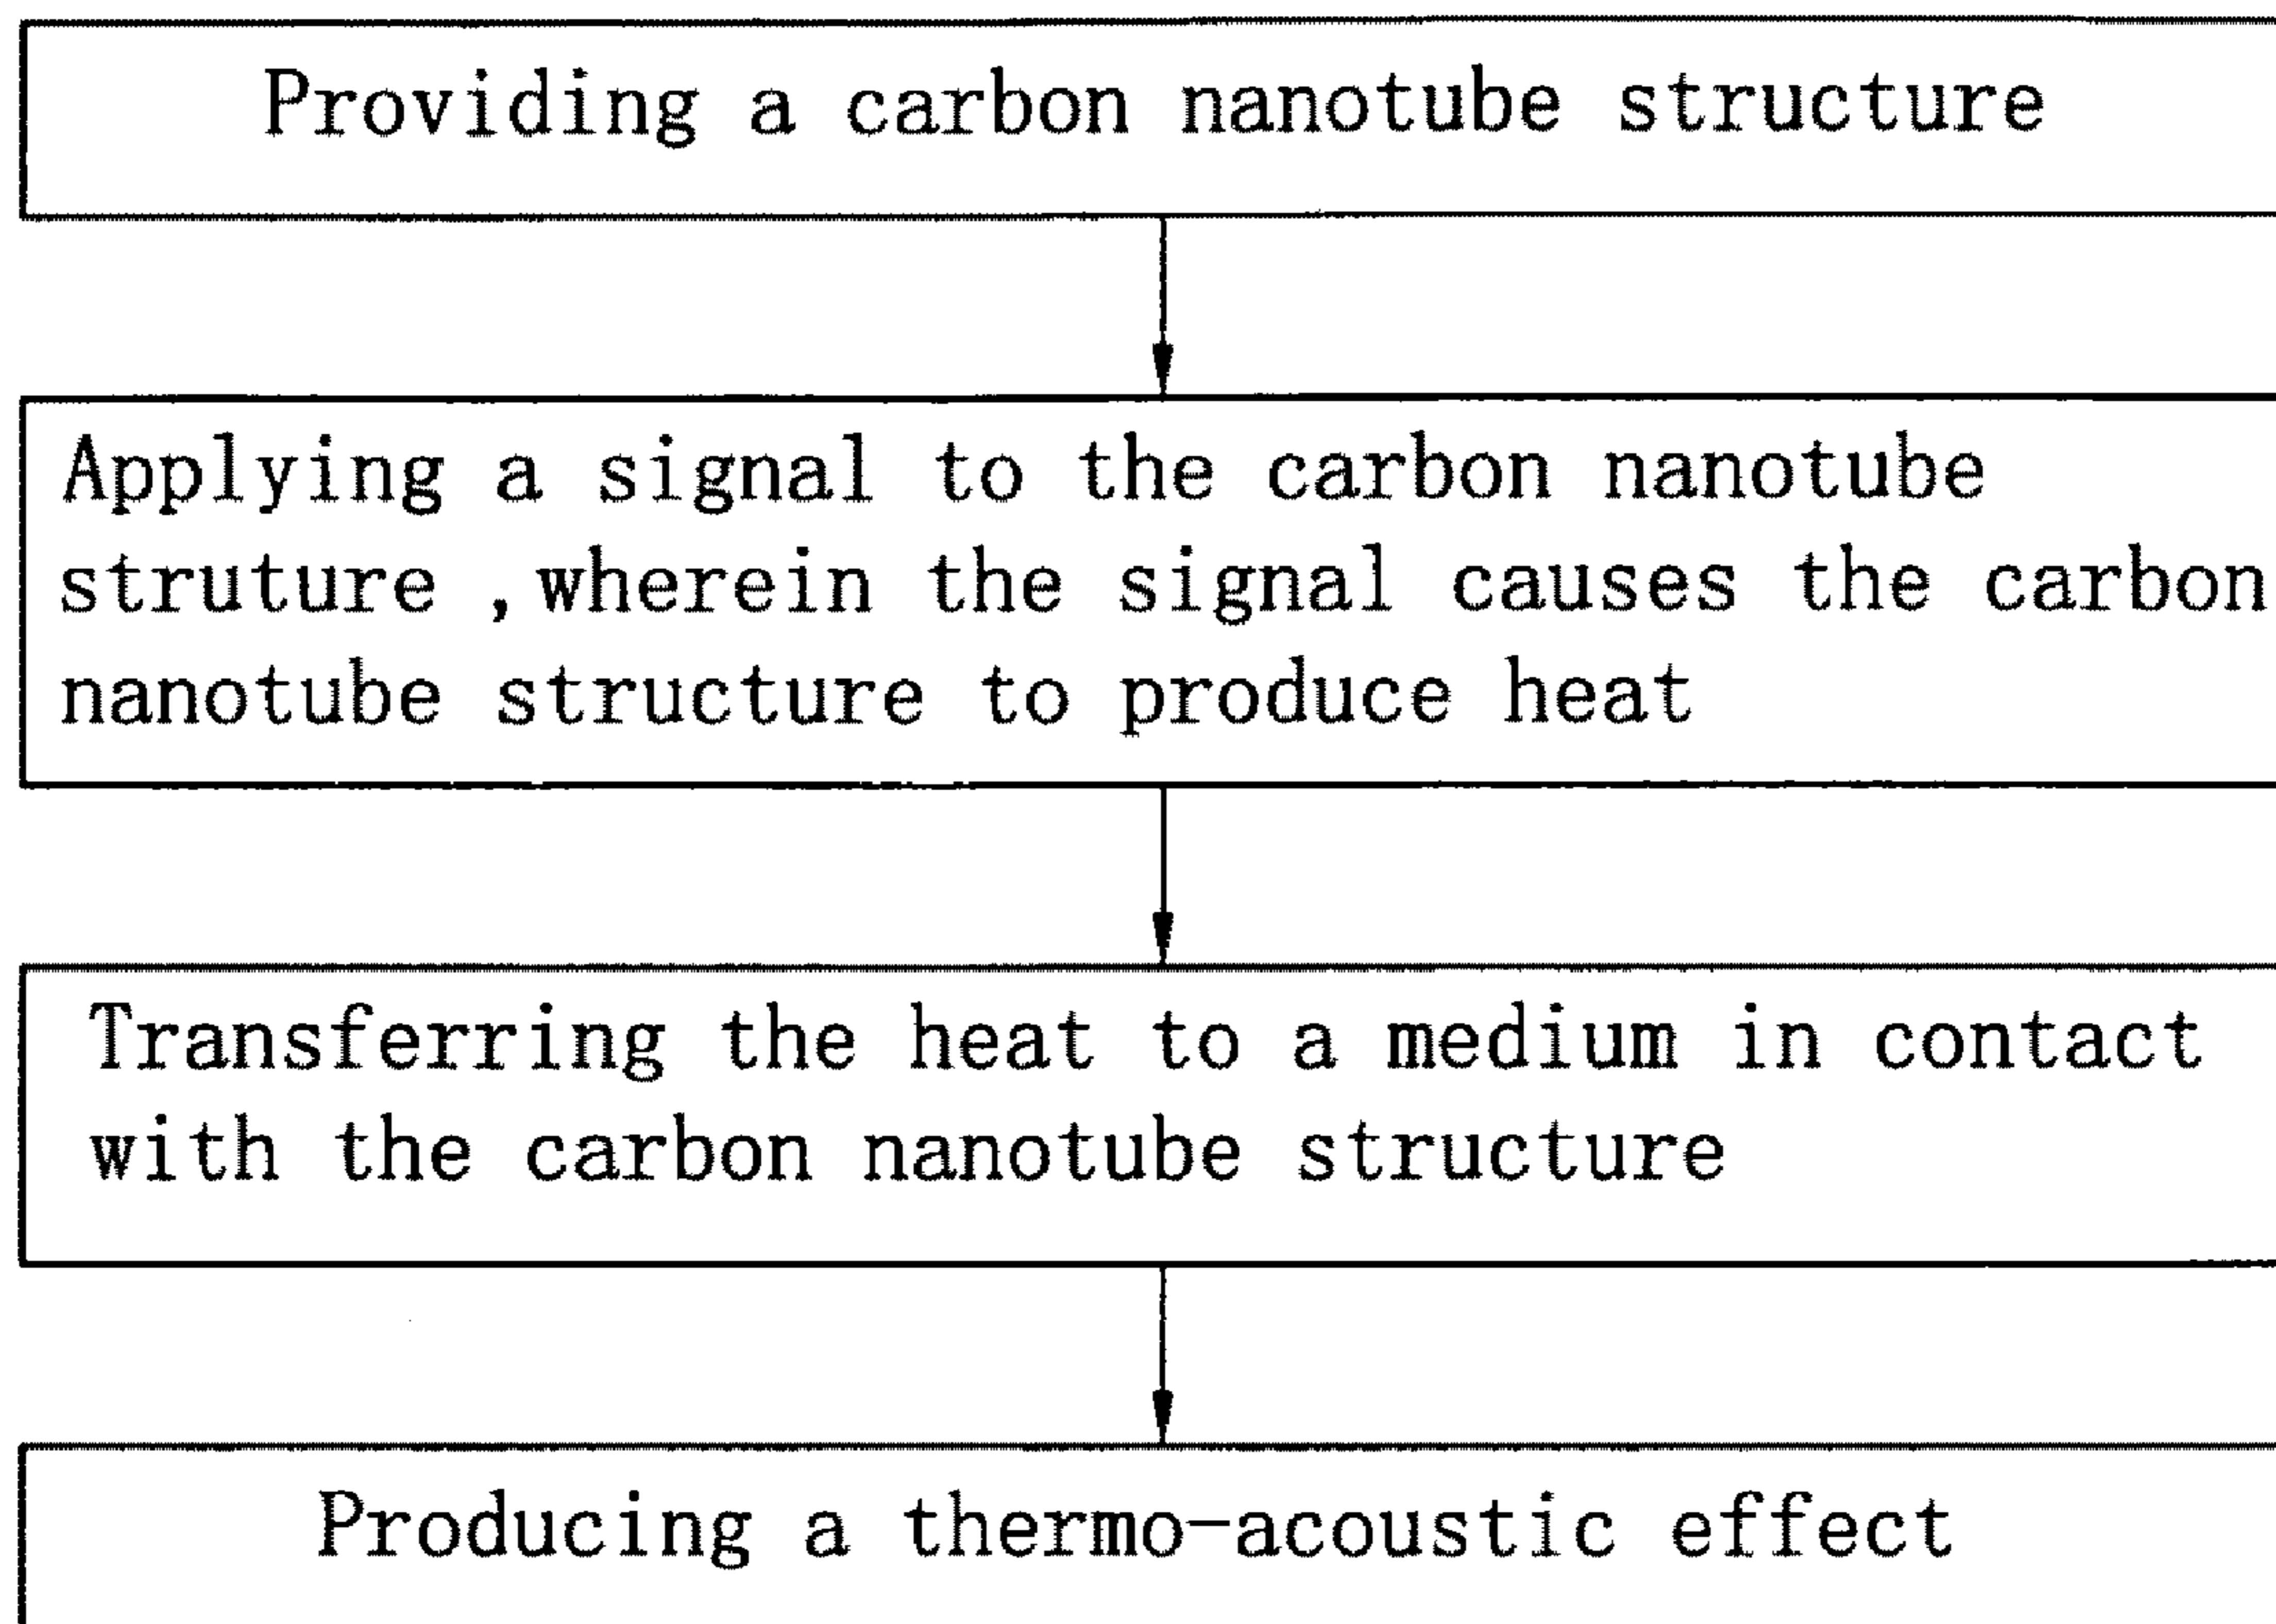 Providing a carbon nanotube structure
Applying a signal to the carbon nanotube
struture ,wherein the signal causes the carbon
nanotube structure to produce heat
Transferring the heat to a medium in contact
with the carbon nanotube structure
Producing a thermo-acoustic effect